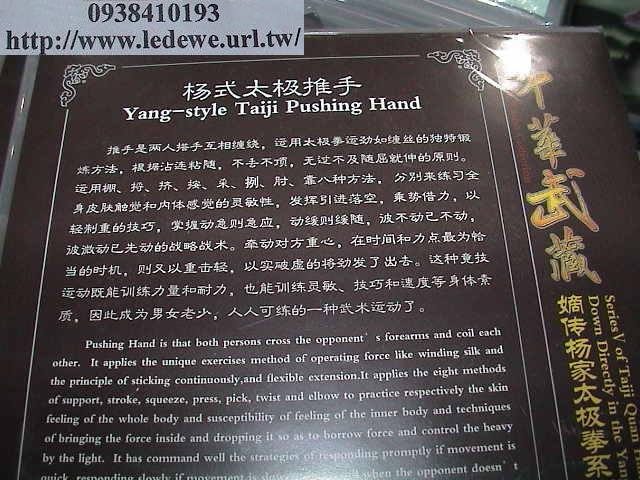 0938410193
http://www.ledewe.url.tw/
杨式太极推手
Yang-style Taiji Pushing Hand
推手是两人搭手互相缠绕，运用太极拳运劲如缠丝的独特锻
炼方法，根据沾连粘随，不丢不顶，无过不及随屈就伸的原则。
运用掤、捋、挤、按、采、挒、肘、靠八种方法，分别来练习全
身皮肤触觉和内体感觉的灵敏性，发挥引进落空，乘势借力，以
轻制重的技巧，掌握动急则急应，动缓则缓随，彼不动己不动，
彼微动己先动的战略战术。牵动对方重心，在时间和力点最为恰
当的时机，则又以重击轻，以实破虚的将劲发了出去。这种竞技
运动既能训练力量和耐力，也能训练灵敏、技巧和速度等身体素
质，因此成为男女老少，人人可练的一种武术运动了。
Pushing Hand is that both persons cross the opponent's forearms and coil each
other. It applies the unique exercises method of operating force like winding silk and
the principle of sticking continuously,and flexible extension.It applies the eight methods
of support, stroke, squeeze, press, pick, twist and elbow to practice respectively the skin
feeling of the whole body and susceptibility of feeling of the inner body and techniques
of bringing the force inside and dropping it so as to borrow force and control the heavy
by the light. It has command well the strategies of responding promptly if movement is
quick, responding slowly if movement is slow when the opponent doesn't
中华武藏
Series V of Taiji Quan Hand
Down Directly in the Yan
嫡传杨家太极拳系